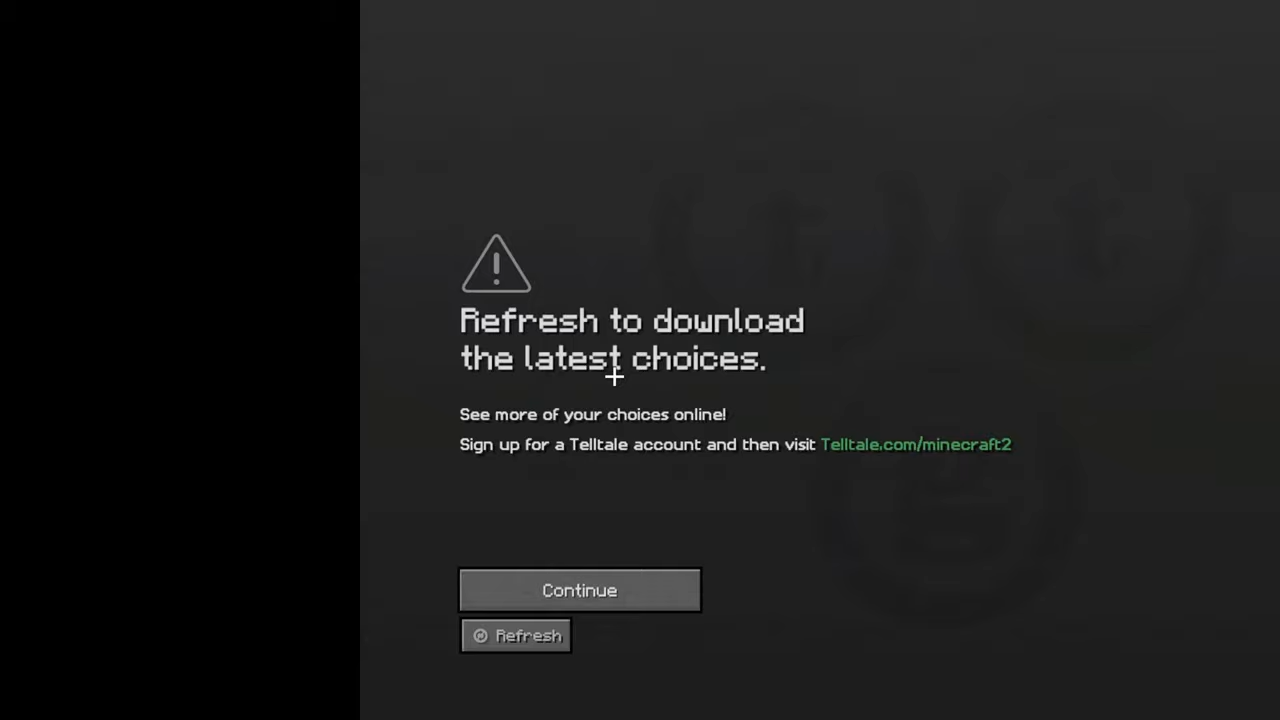 Refresh to download
the latest choices.
See more of your choices online!
Sign up for a Telltale account and then visit Telltale.com/minecraft2
Continue
Refresh